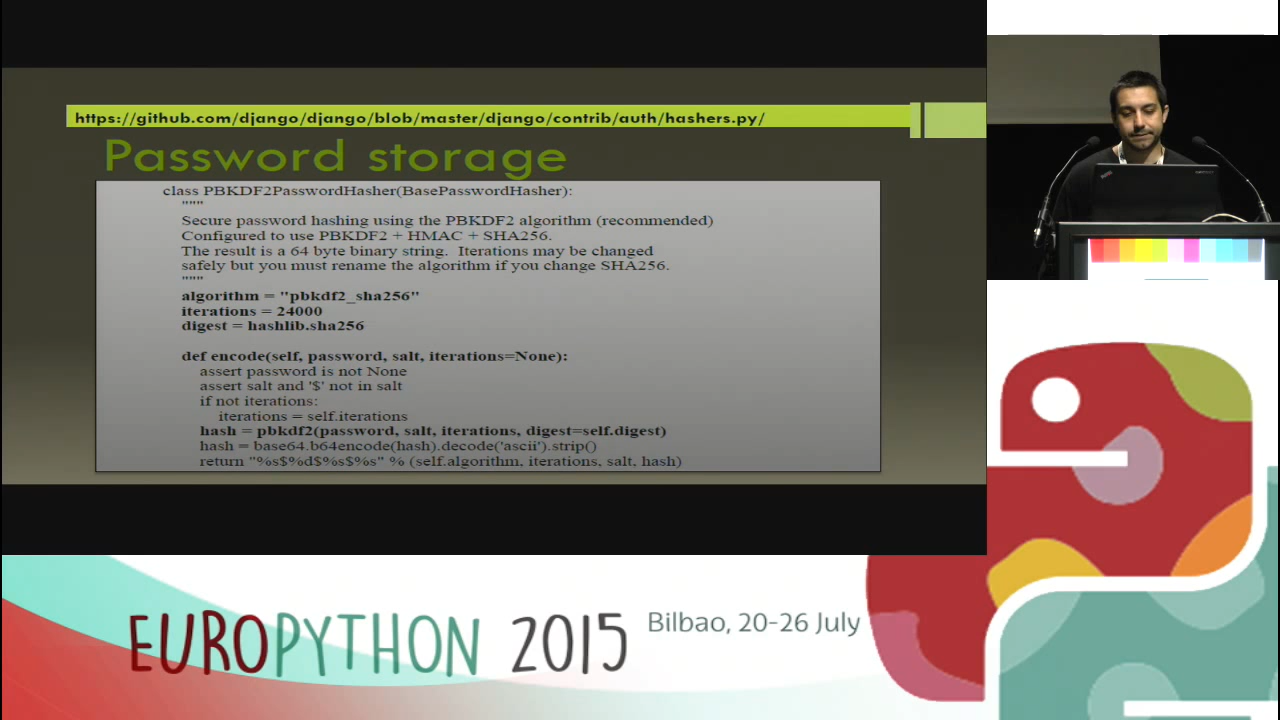 https://github.com/django/django/blob/master/django/contrib/auth/hashers.py/
Password storage
class PBKDF2PasswordHasher(BasePasswordHasher):
"""
Secure password hashing using the PBKDF2 algorithm (recommended)
Configured to use PBKDF2 + HMAC + SHA256.
The result is a 64 byte binary string.  Iterations may be changed
safely but you must rename the algorithm if you change SHA256.
"""
algorithm = "pbkdf2_sha256"
iterations = 24000
digest = hashlib.sha256
def encode(self, password, salt, iterations=None):
assert password is not None
assert salt and '$' not in salt
if not iterations:
iterations = self.iterations
hash = pbkdf2(password, salt, iterations, digest=self.digest)
hash = base64.b64encode(hash).decode('ascii').strip()
return "%s$%d$%s$%s" % (self.algorithm, iterations, salt, hash)
EUROPYTHON 2015
Bilbao, 20-26 July